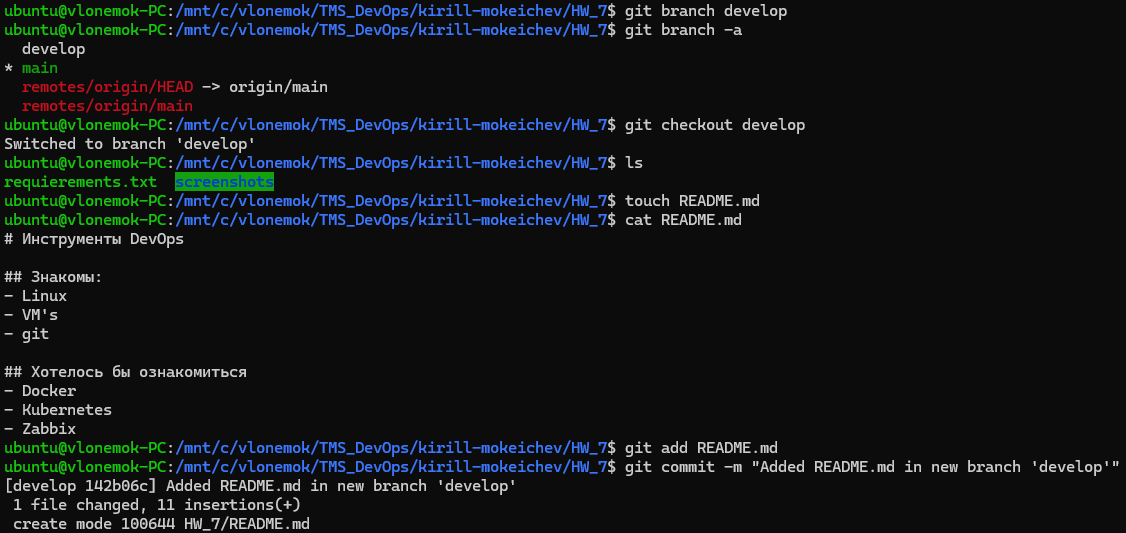 ubuntu@vlonemok-PC:/mnt/c/vlonemok/TMS_DevOps/kirill-mokeichev/HW_7$ git branch develop
ubuntu@vlonemok-PC:/mnt/c/vlonemok/TMS_DevOps/kirill-mokeichev/HW_7$ git branch -a
  develop
* main
  remotes/origin/HEAD -> origin/main
  remotes/origin/main
ubuntu@vlonemok-PC:/mnt/c/vlonemok/TMS_DevOps/kirill-mokeichev/HW_7$ git checkout develop
Switched to branch 'develop'
ubuntu@vlonemok-PC:/mnt/c/vlonemok/TMS_DevOps/kirill-mokeichev/HW_7$ ls
requierements.txt  screenshots
ubuntu@vlonemok-PC:/mnt/c/vlonemok/TMS_DevOps/kirill-mokeichev/HW_7$ touch README.md
ubuntu@vlonemok-PC:/mnt/c/vlonemok/TMS_DevOps/kirill-mokeichev/HW_7$ cat README.md
# Инструменты DevOps

## Знакомы:
- Linux
- VM's
- git

## Хотелось бы ознакомиться
- Docker
- Kubernetes
- Zabbix
ubuntu@vlonemok-PC:/mnt/c/vlonemok/TMS_DevOps/kirill-mokeichev/HW_7$ git add README.md
ubuntu@vlonemok-PC:/mnt/c/vlonemok/TMS_DevOps/kirill-mokeichev/HW_7$ git commit -m "Added README.md in new branch 'develop'"
[develop 142b06c] Added README.md in new branch 'develop'
 1 file changed, 11 insertions(+)
 create mode 100644 HW_7/README.md